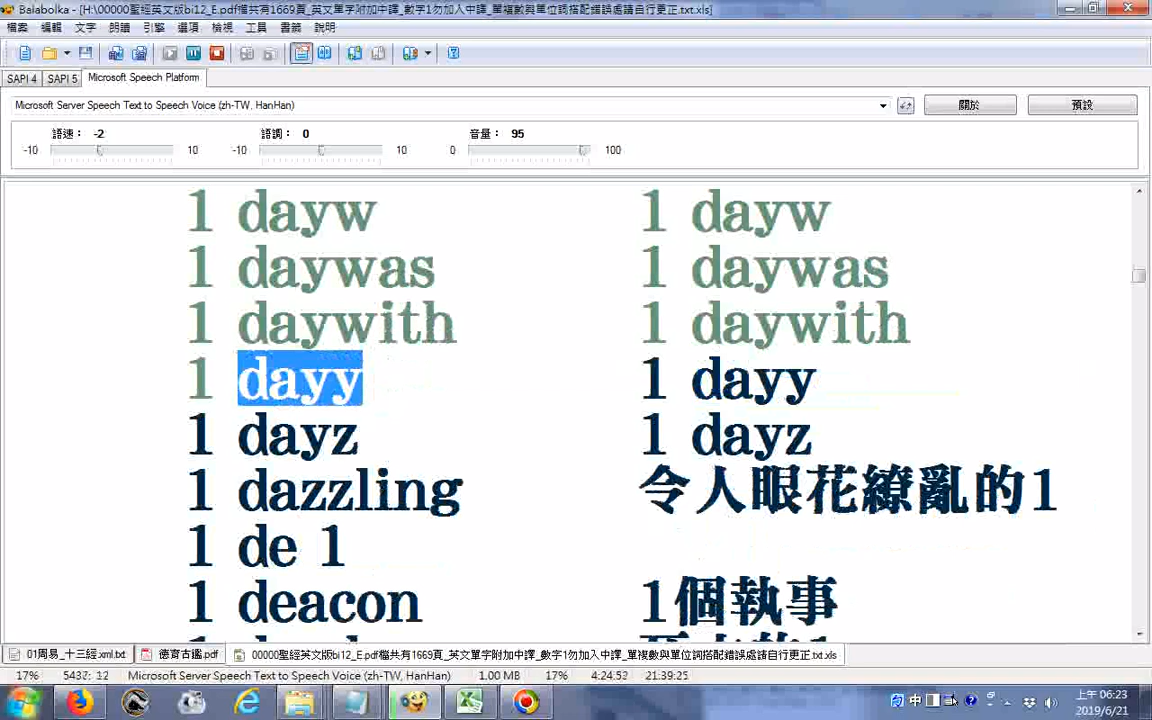 Balabolka - [H:\00000聖經英文版bi12_E.pdf檔共有1669頁_英文單字附加中譯_數字1勿加入中譯_單複數與單位詞搭配錯誤處請自行更正.txt.xls]
檔案 編輯 文字 朗讀 引擎 選項 檢視 工具 書籤 說明
SAPI 4 SAPI 5 Microsoft Speech Platform
Microsoft Server Speech Text to Speech Voice (zh-TW, HanHan) 關於 預設
語速： -2 語調： 0 音量： 95
-10 10 -10 10 0 100
1 dayw 1 dayw
1 daywas 1 daywas
1 daywith 1 daywith
1 dayy 1 dayy
1 dayz 1 dayz
1 dazzling 令人眼花繚亂的1
1 de 1
1 deacon 1個執事
01周易_十三經.xml.txt 德育古鑑.pdf 00000聖經英文版bi12_E.pdf檔共有1669頁_英文單字附加中譯_數字1勿加入中譯_單複數與單位詞搭配錯誤處請自行更正.txt.xls
17% 5432: 12 Microsoft Server Speech Text to Speech Voice (zh-TW, HanHan) 1.00 MB 17% 4:24:53 21:39:25
中 上午 06:23
2019/6/21